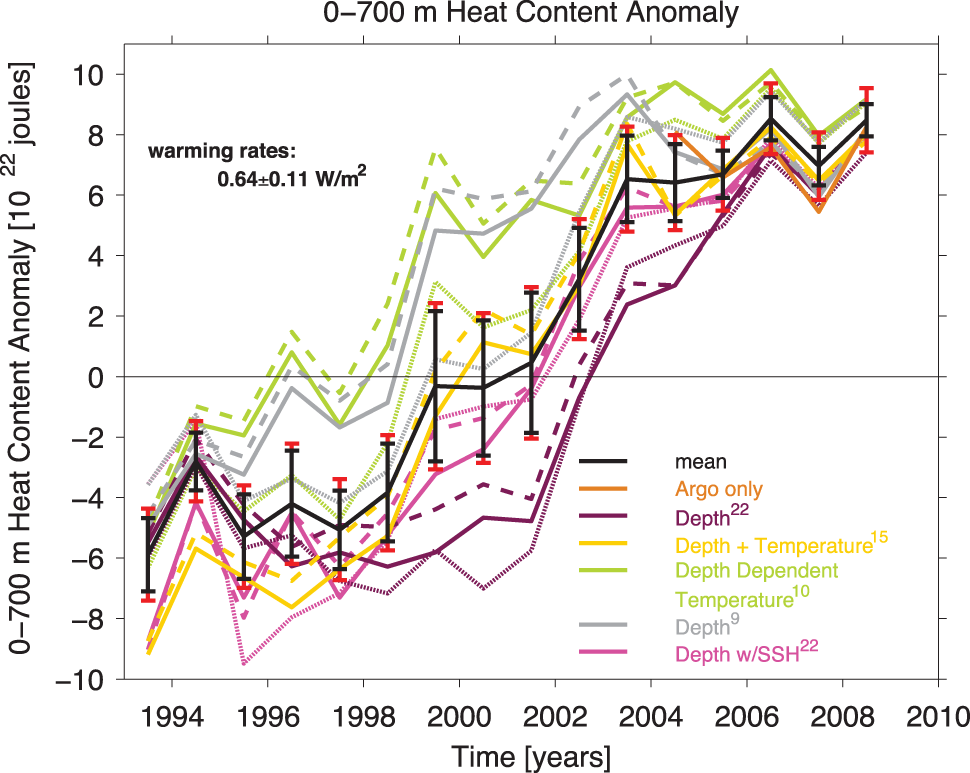 0−700 m Heat Content Anomaly
0−700 m Heat Content Anomaly [10 22 joules]
10
8
6
4
2
0
−2
−4
−6
−8
−10
warming rates:
0.64±0.11 W/m²
mean
Argo only
Depth²²
Depth + Temperature¹⁵
Depth Dependent
Temperature¹⁰
Depth⁹
Depth w/SSH²²
1994 1996 1998 2000 2002 2004 2006 2008 2010
Time [years]